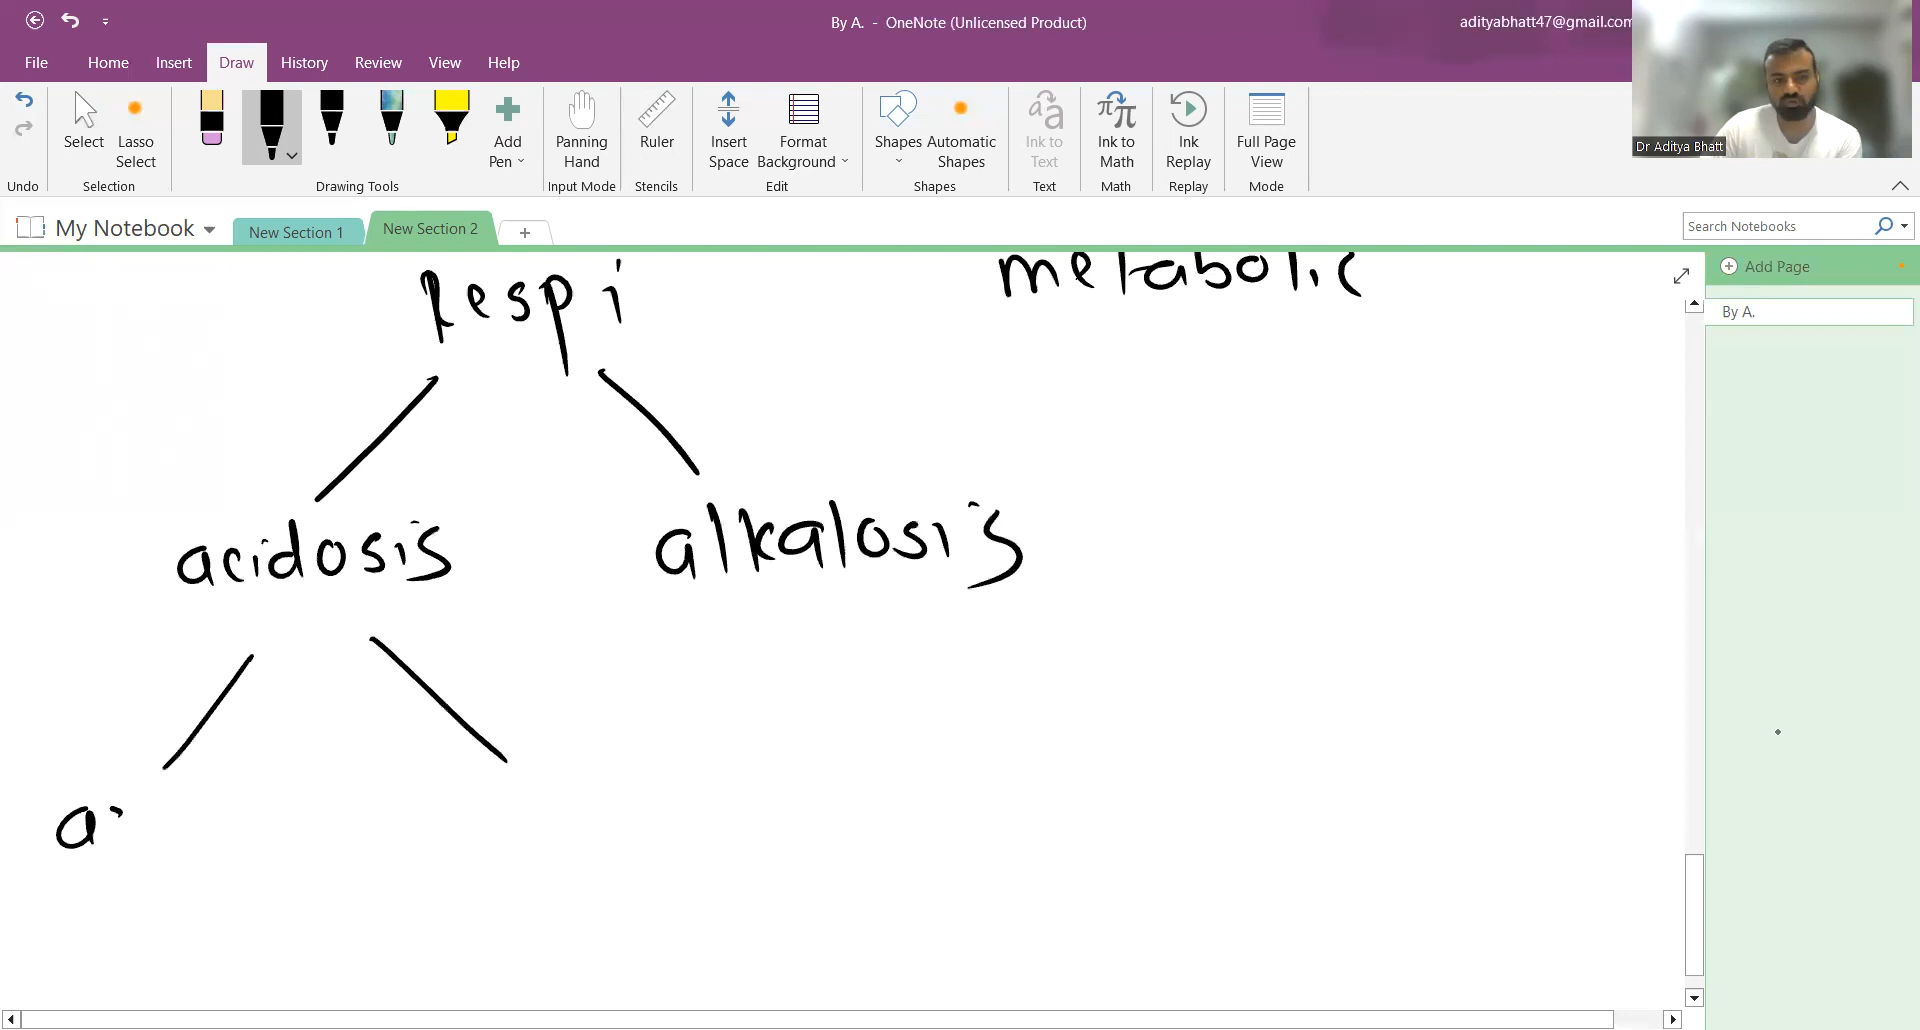 By A. - OneNote (Unlicensed Product)
adityabhatt47@gmail.com
File Home Insert Draw History Review View Help
Select
Lasso Select
Add Pen
Panning Hand
Ruler
Insert Space
Format Background
Shapes
Automatic Shapes
Ink to Text
Ink to Math
Ink Replay
Full Page View
Undo Selection Drawing Tools Input Mode Stencils Edit Shapes Text Math Replay Mode
Dr Aditya Bhatt
My Notebook New Section 1 New Section 2
Search Notebooks
Add Page
By A.
Respi metabolic
acidosis alkalosis
a